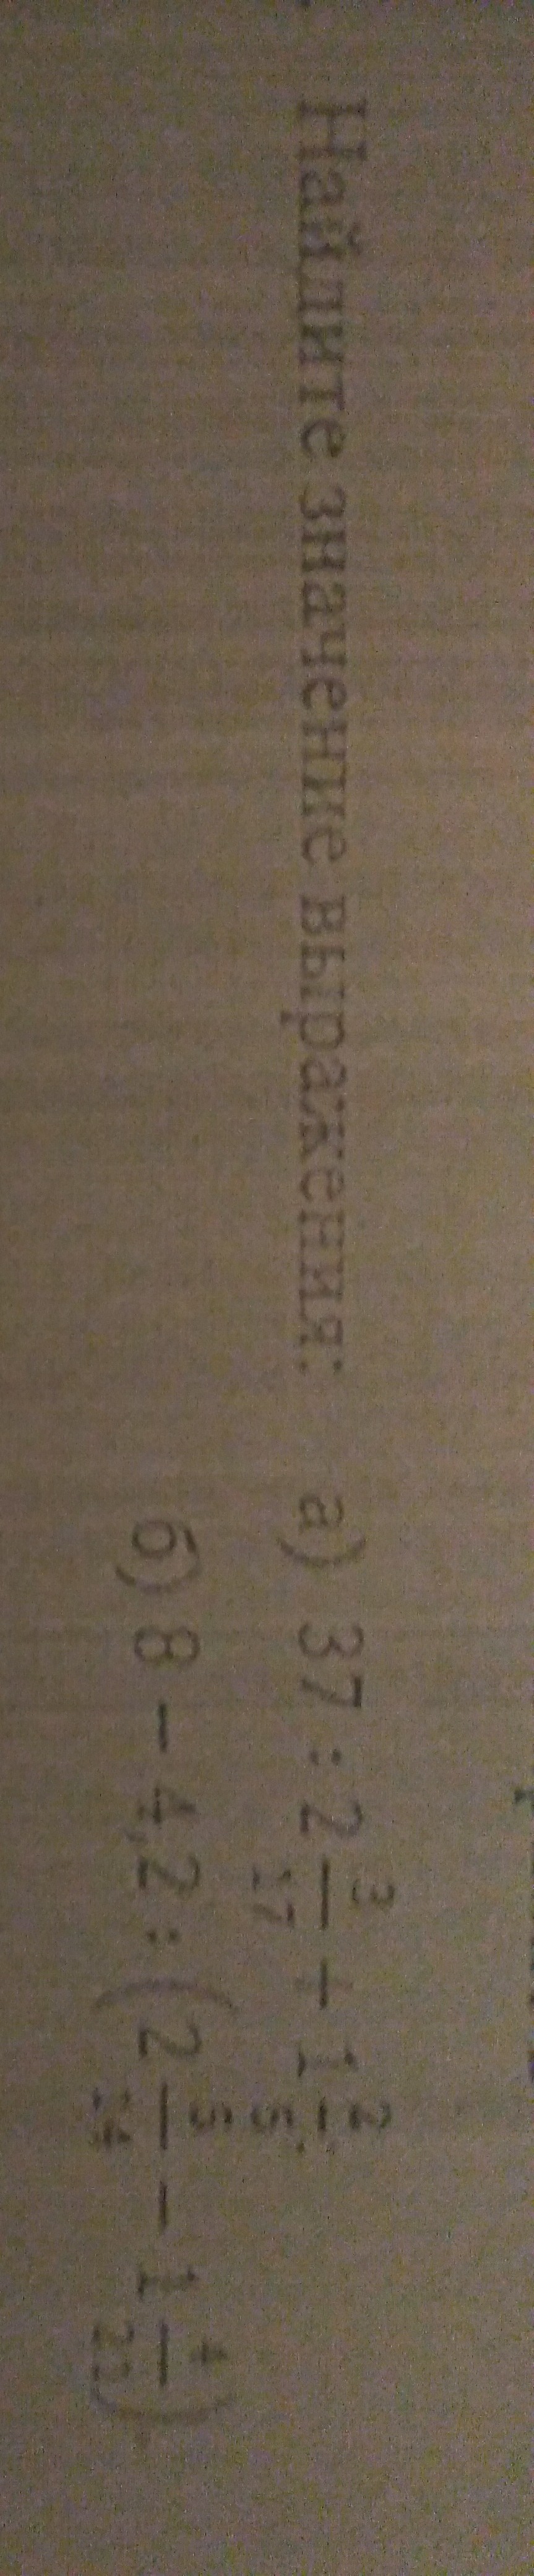 Найдите значение выражения: а) 37 : 2 3/17 + 1 2/5;
б) 8 − 4,2 : (2 5/14 − 1 4/21)